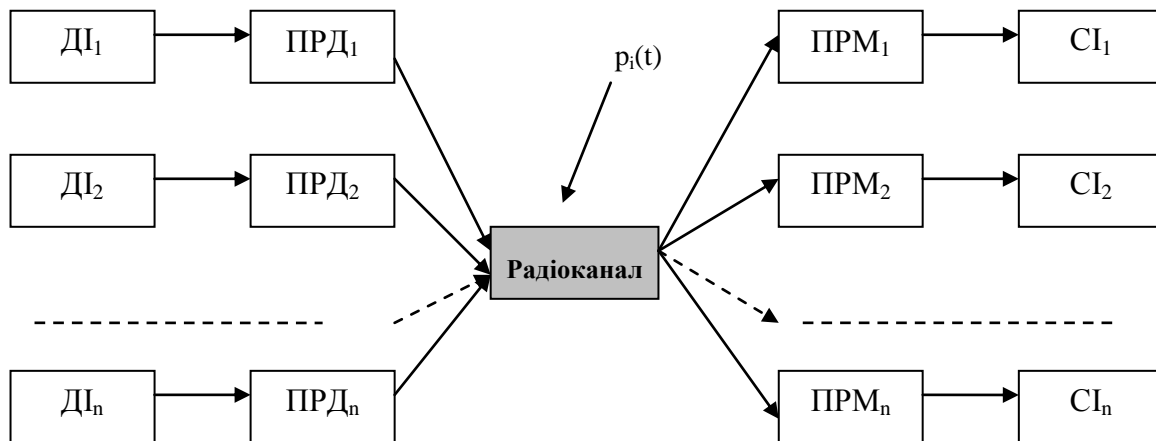 ДІ₁ ПРД₁ ПРМ₁ СІ₁
pᵢ(t)
ДІ₂ ПРД₂ ПРМ₂ СІ₂
Радіоканал
ДІₙ ПРДₙ ПРМₙ СІₙ